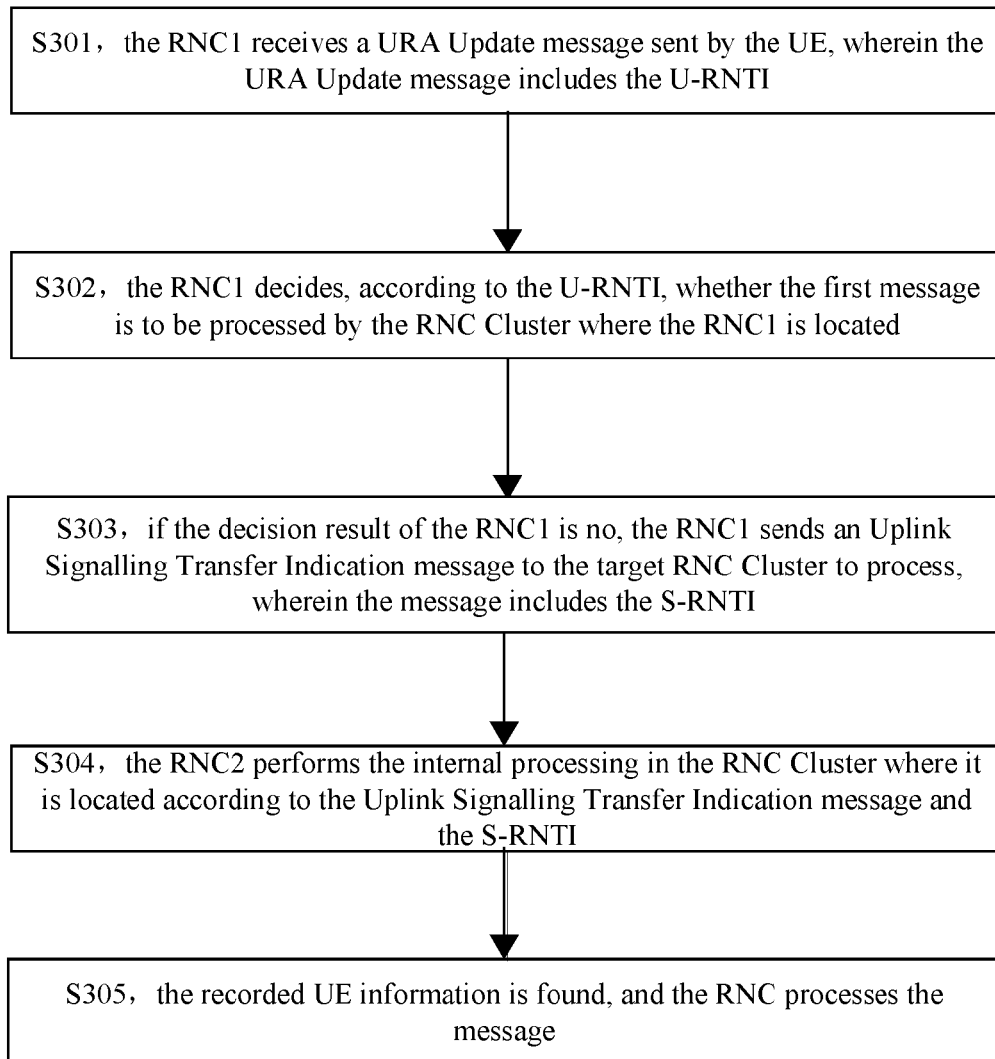 S301，the RNC1 receives a URA Update message sent by the UE, wherein the
URA Update message includes the U-RNTI
S302，the RNC1 decides, according to the U-RNTI, whether the first message
is to be processed by the RNC Cluster where the RNC1 is located
S303，if the decision result of the RNC1 is no, the RNC1 sends an Uplink
Signalling Transfer Indication message to the target RNC Cluster to process,
wherein the message includes the S-RNTI
S304，the RNC2 performs the internal processing in the RNC Cluster where it
is located according to the Uplink Signalling Transfer Indication message and
the S-RNTI
S305，the recorded UE information is found, and the RNC processes the
message